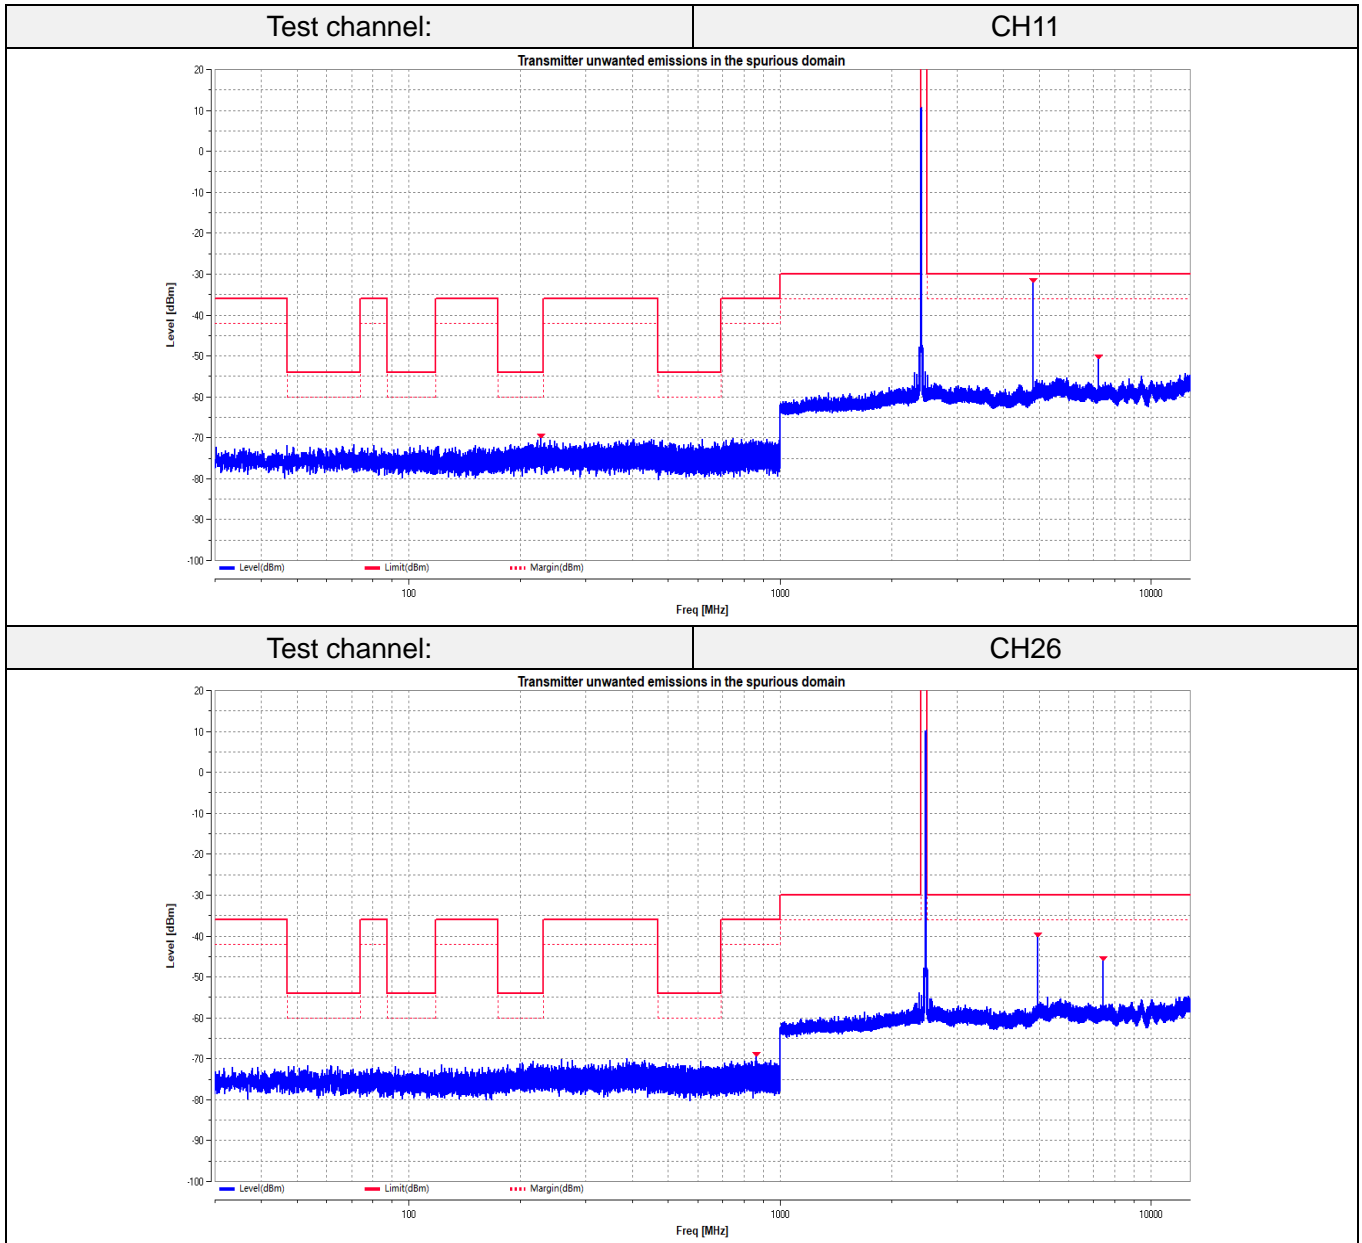 Test channel: CH11
Transmitter unwanted emissions in the spurious domain
20
10
0
-10
-20
-30
-40
-50
-60
-70
-80
-90
-100
Level [dBm]
Level(dBm) Limit(dBm) Margin(dBm)
100 1000 10000
Freq [MHz]
Test channel: CH26
Transmitter unwanted emissions in the spurious domain
20
10
0
-10
-20
-30
-40
-50
-60
-70
-80
-90
-100
Level [dBm]
Level(dBm) Limit(dBm) Margin(dBm)
100 1000 10000
Freq [MHz]